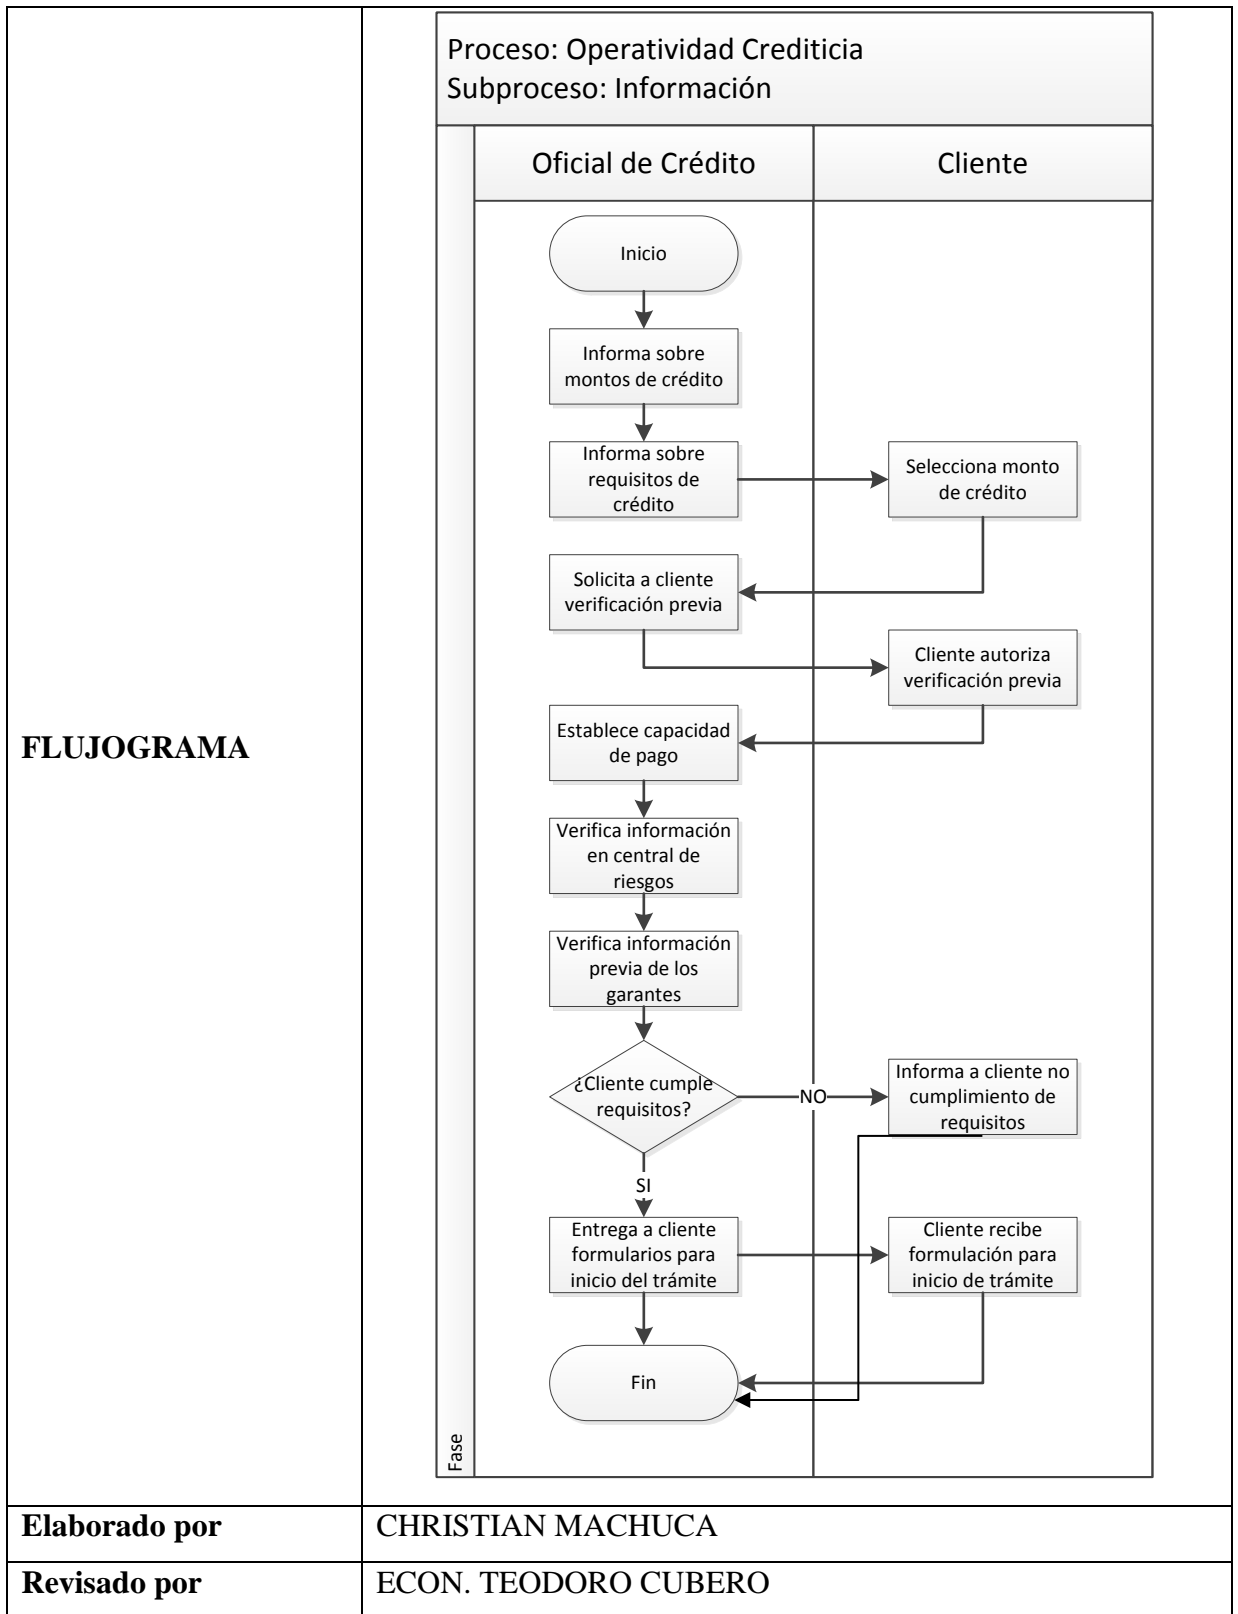 Proceso: Operatividad Crediticia
Subproceso: Información
Oficial de Crédito
Cliente
Inicio
Informa sobre
montos de crédito
Informa sobre
requisitos de
crédito
Selecciona monto
de crédito
Solicita a cliente
verificación previa
Cliente autoriza
verificación previa
FLUJOGRAMA
Establece capacidad
de pago
Verifica información
en central de
riesgos
Verifica información
previa de los
garantes
¿Cliente cumple
requisitos?
NO
Informa a cliente no
cumplimiento de
requisitos
SI
Entrega a cliente
formularios para
inicio del trámite
Cliente recibe
formulación para
inicio de trámite
Fin
Fase
Elaborado por
CHRISTIAN MACHUCA
Revisado por
ECON. TEODORO CUBERO